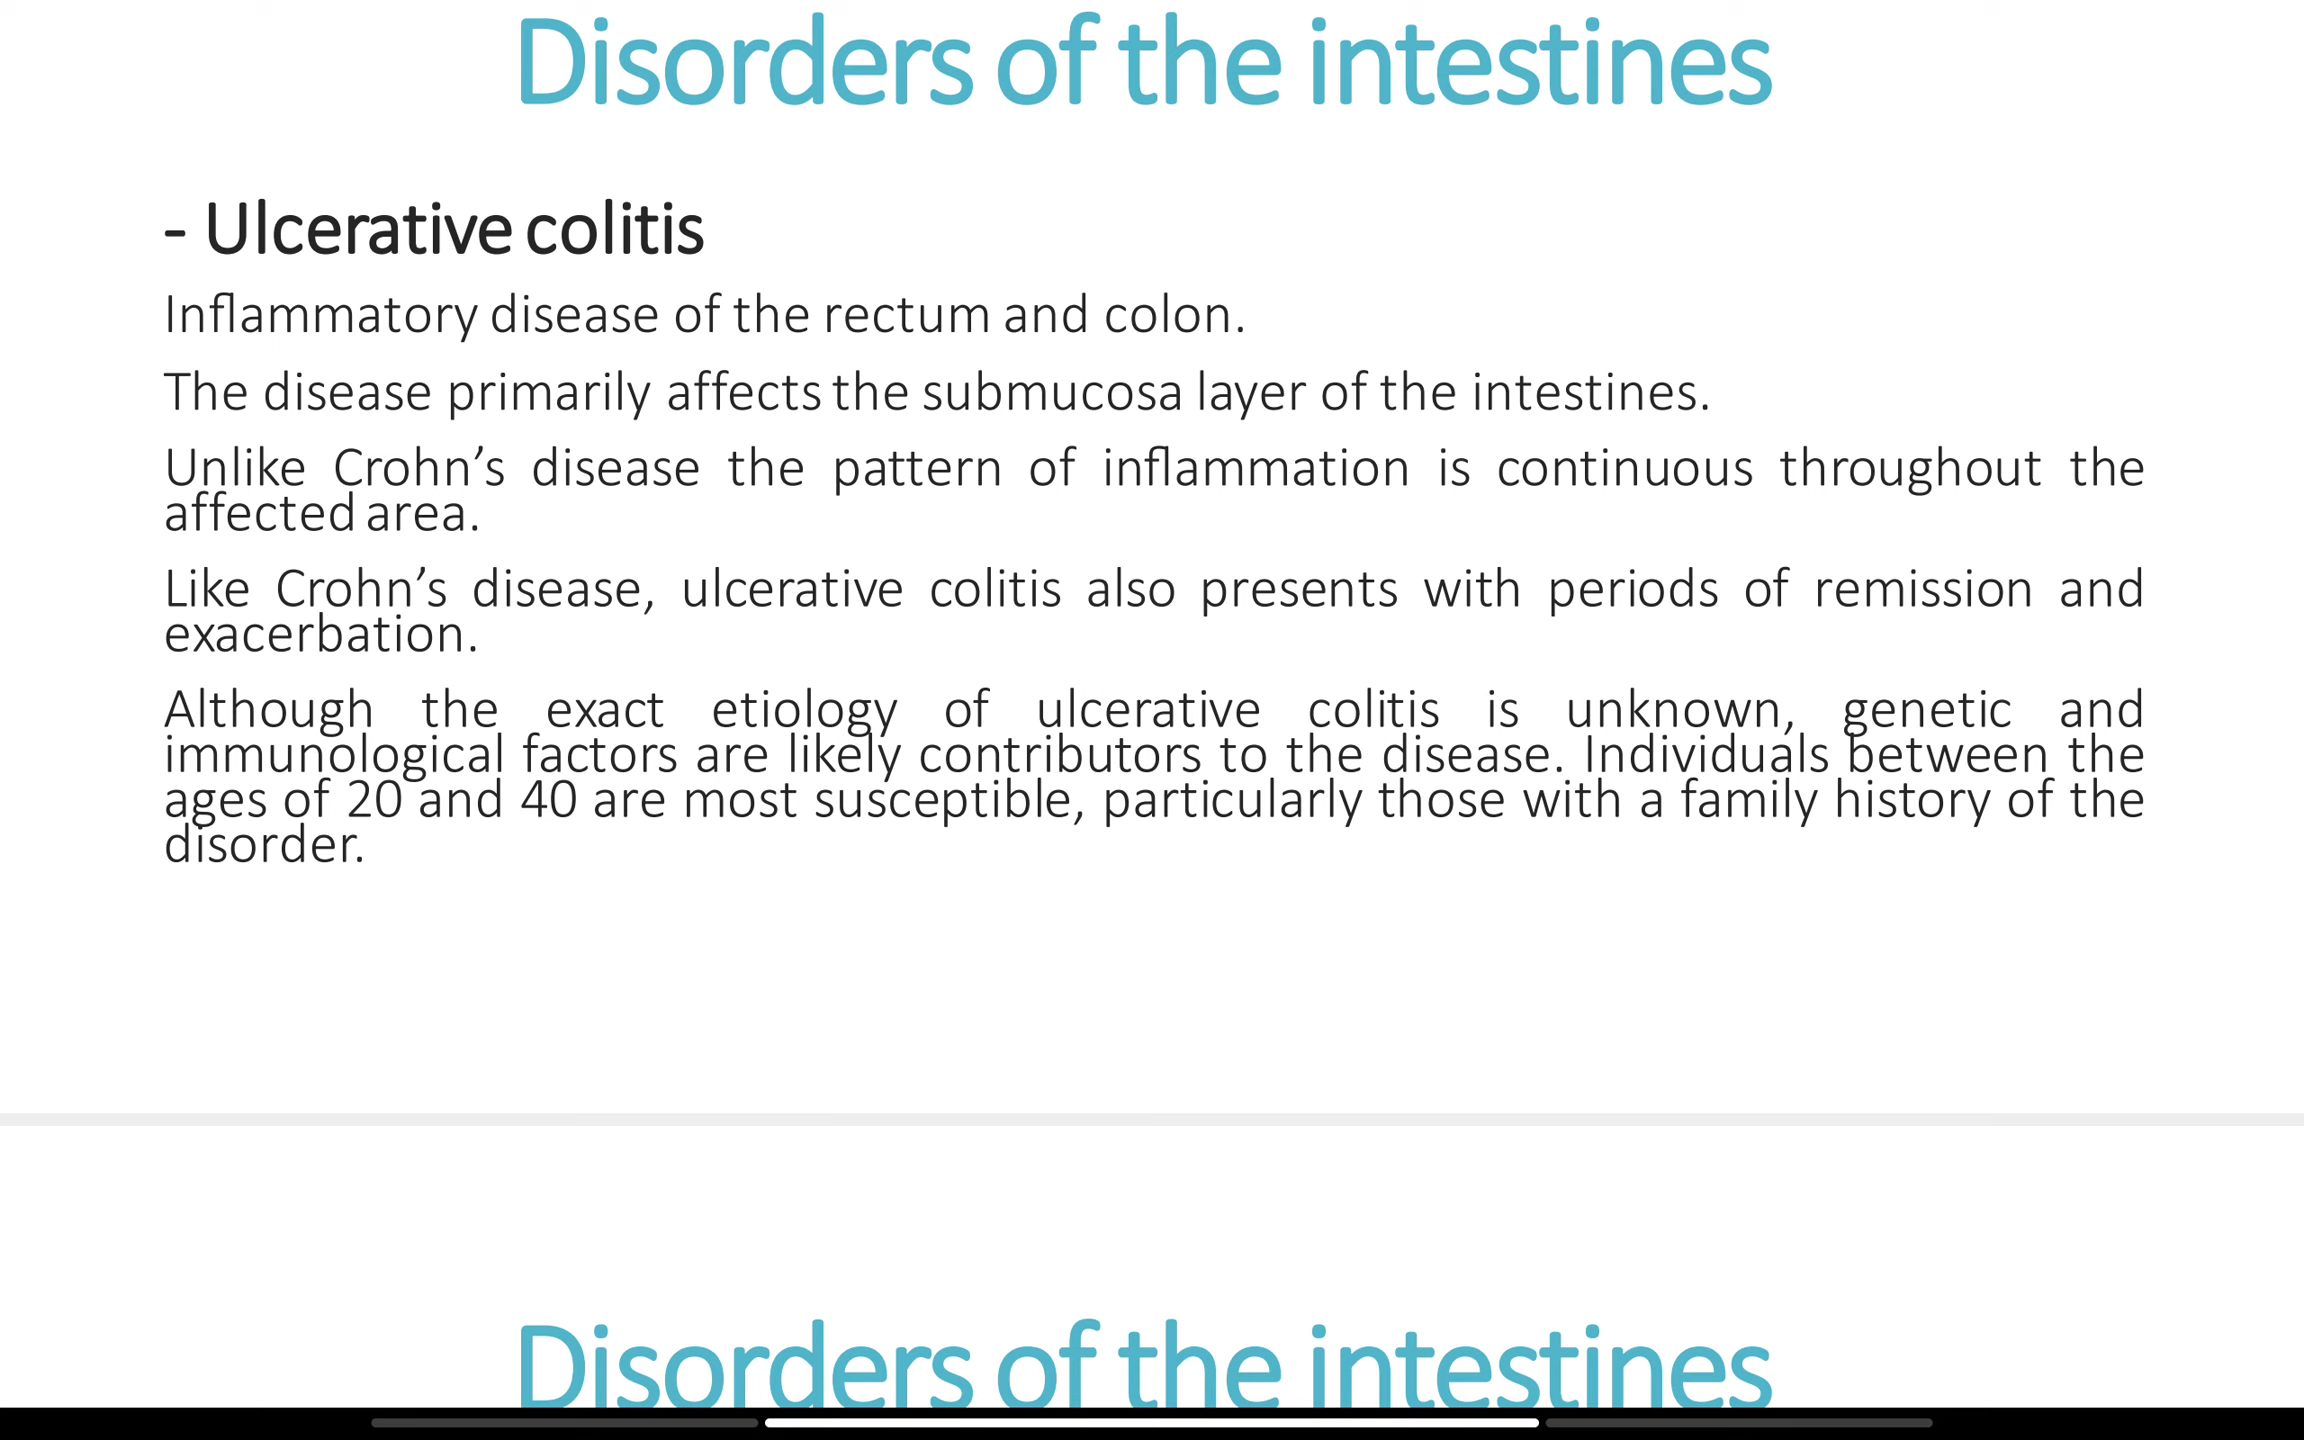 Disorders of the intestines
- Ulcerative colitis
Inflammatory disease of the rectum and colon.
The disease primarily affects the submucosa layer of the intestines.
Unlike Crohn’s disease the pattern of inflammation is continuous throughout the
affected area.
Like Crohn’s disease, ulcerative colitis also presents with periods of remission and
exacerbation.
Although the exact etiology of ulcerative colitis is unknown, genetic and
immunological factors are likely contributors to the disease. Individuals between the
ages of 20 and 40 are most susceptible, particularly those with a family history of the
disorder.
Disorders of the intestines